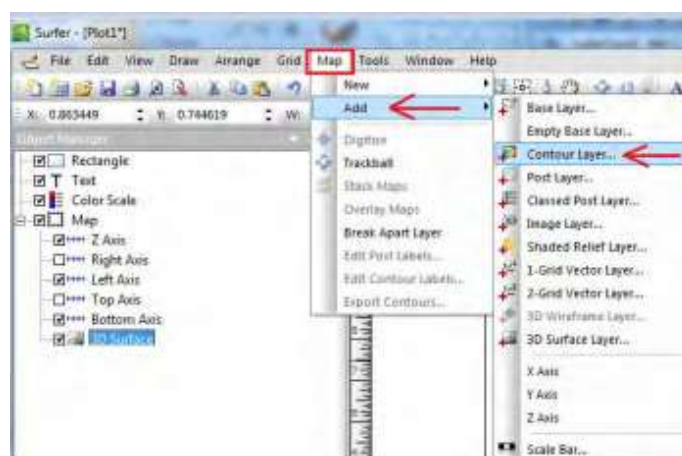 Surfer - [Plot1*]
File Edit View Draw Arrange Grid Map Tools Window Help
X: 0.863449 Y: 0.744619 W:
Object Manager
Rectangle
T Text
Color Scale
Map
Z Axis
Right Axis
Left Axis
Top Axis
Bottom Axis
3D Surface
New
Add
Digitize
Trackball
Stack Maps
Overlay Maps
Break Apart Layer
Edit Post Labels...
Edit Contour Labels...
Export Contours...
Base Layer...
Empty Base Layer...
Contour Layer...
Post Layer...
Classed Post Layer...
Image Layer...
Shaded Relief Layer...
1-Grid Vector Layer...
2-Grid Vector Layer...
3D Wireframe Layer...
3D Surface Layer...
X Axis
Y Axis
Z Axis
Scale Bar...